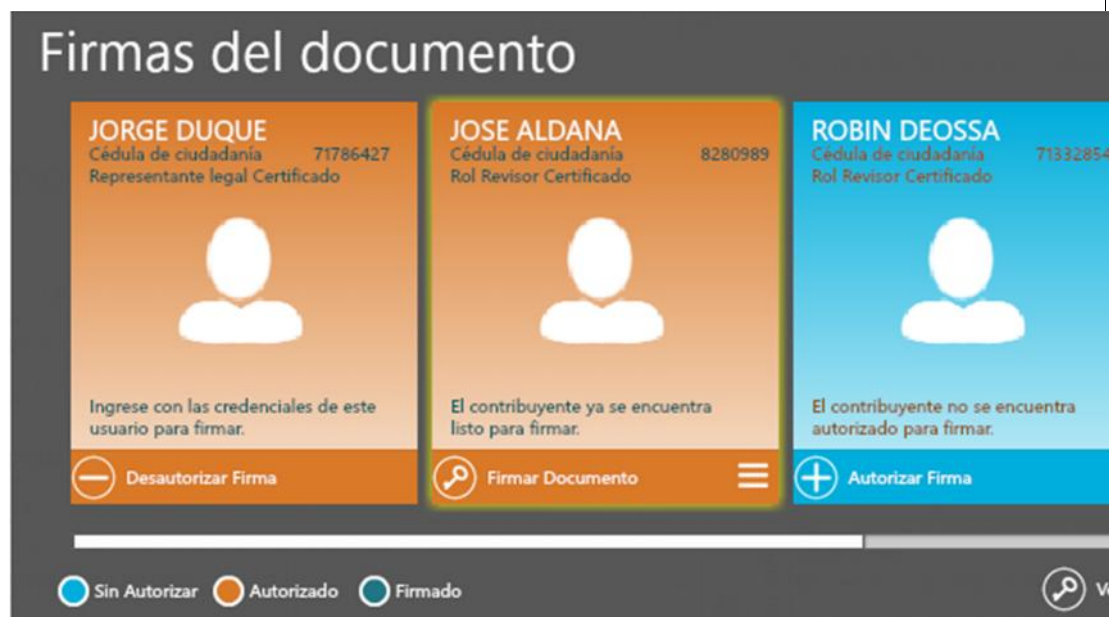 Firmas del documento
JORGE DUQUE
Cédula de ciudadanía 71786427
Representante legal Certificado
Ingrese con las credenciales de este
usuario para firmar.
Desautorizar Firma
JOSE ALDANA
Cédula de ciudadanía 8280989
Rol Revisor Certificado
El contribuyente ya se encuentra
listo para firmar.
Firmar Documento
ROBIN DEOSSA
Cédula de ciudadanía 71332854
Rol Revisor Certificado
El contribuyente no se encuentra
autorizado para firmar.
Autorizar Firma
Sin Autorizar Autorizado Firmado